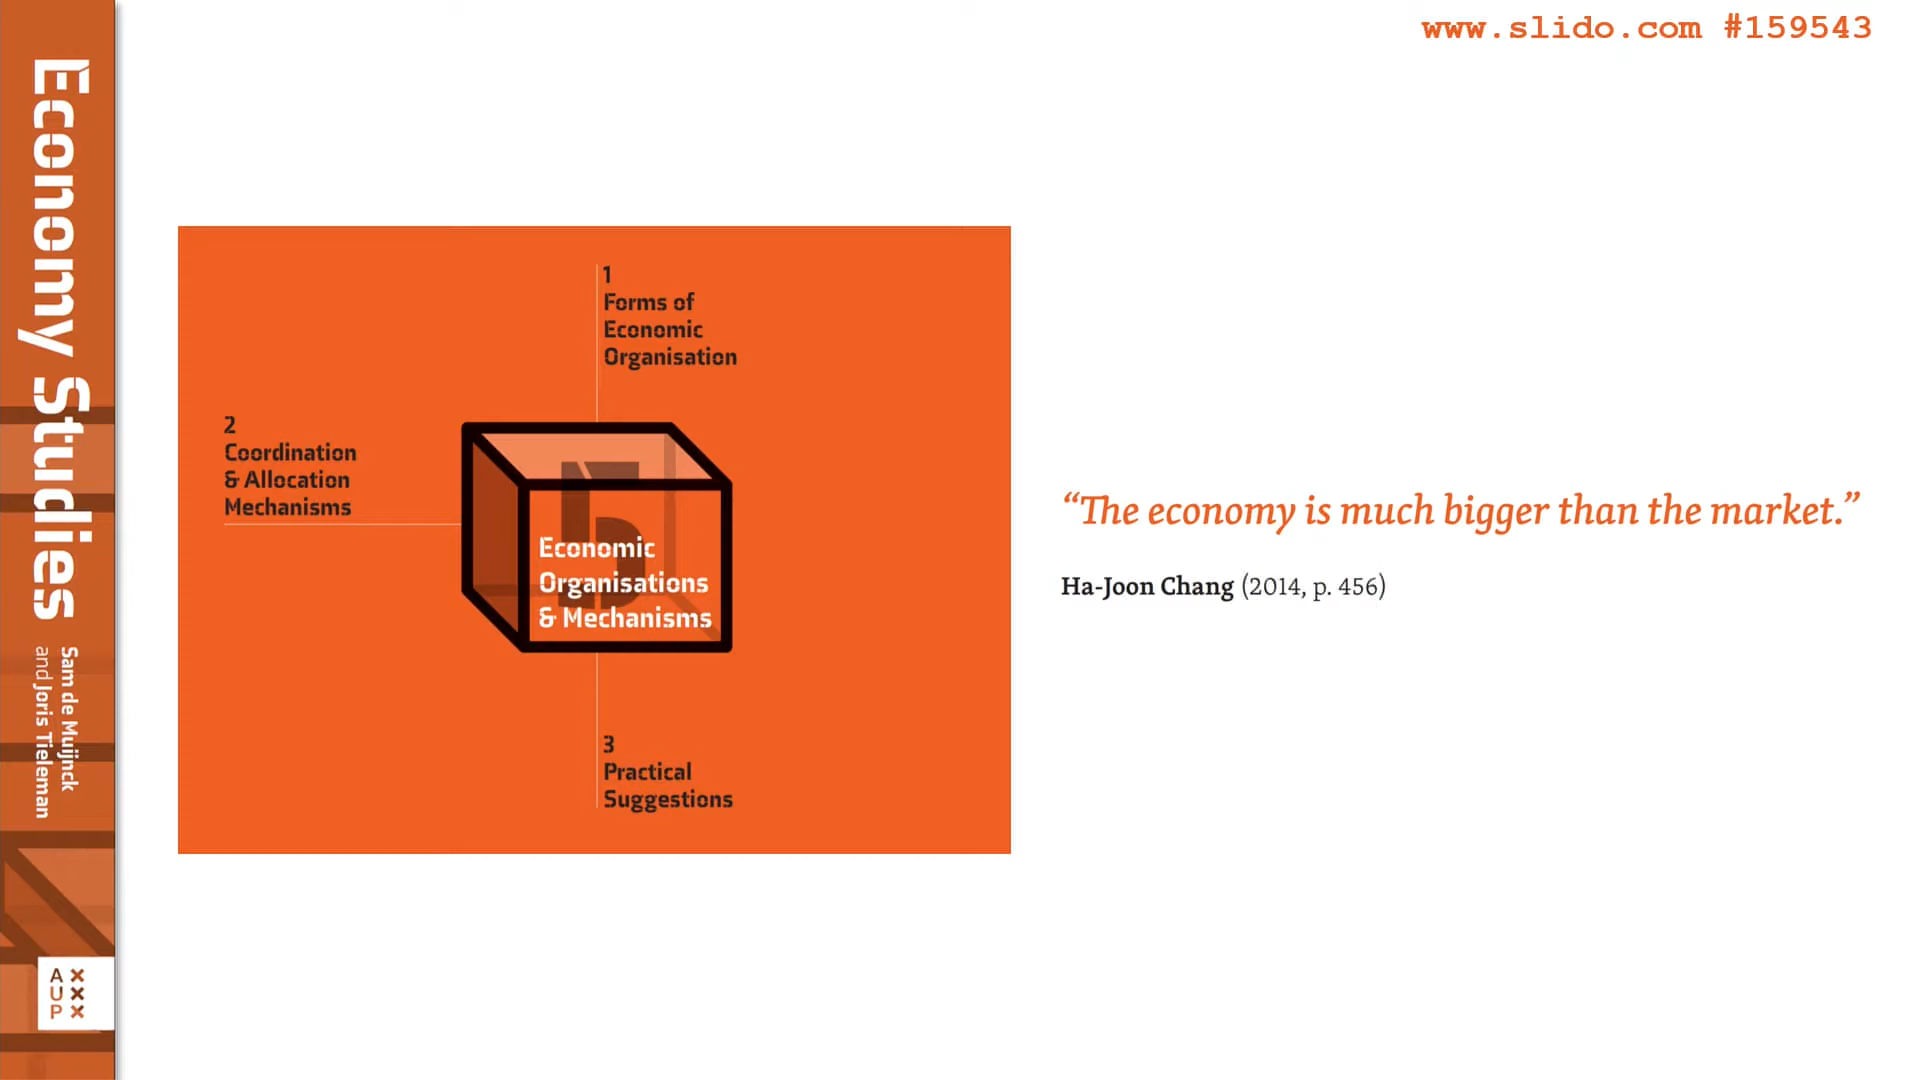 www.slido.com #159543
Economy Studies
Sam de Muijnck
and Joris Tieleman
A
U
P
1
Forms of
Economic
Organisation
2
Coordination
& Allocation
Mechanisms
5
Economic
Organisations
& Mechanisms
3
Practical
Suggestions
“The economy is much bigger than the market.”
Ha-Joon Chang (2014, p. 456)